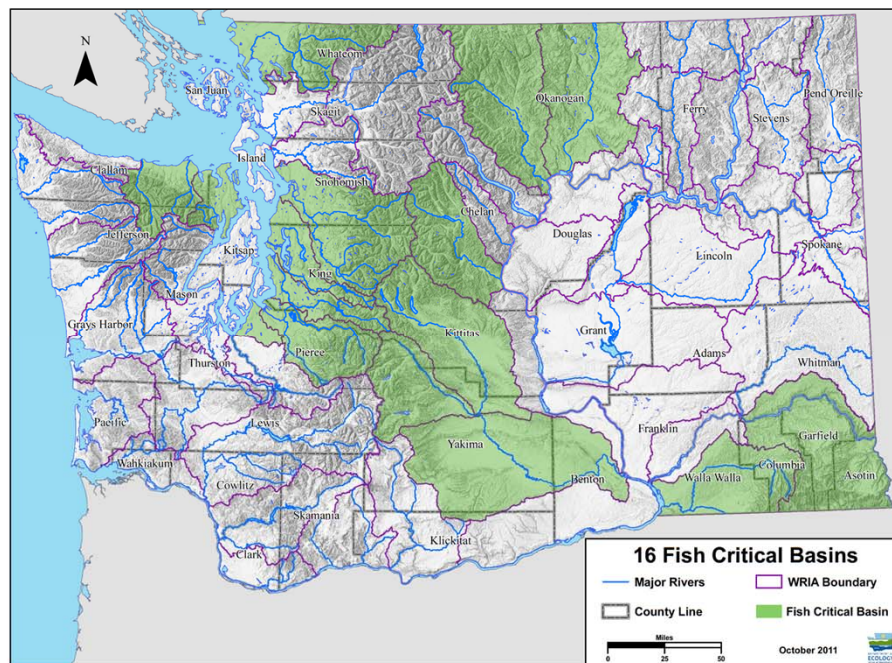 N
Whatcom
San Juan
Skagit
Okanogan
Ferry
Pend Oreille
Stevens
Island
Clallam
Snohomish
Chelan
Jefferson
Kitsap
Douglas
Lincoln
Spokane
King
Mason
Grays Harbor
Kittitas
Grant
Pierce
Thurston
Adams
Whitman
Pacific
Lewis
Franklin
Garfield
Yakima
Wahkiakum
Walla Walla
Columbia
Asotin
Benton
Cowlitz
Skamania
Klickitat
Clark
16 Fish Critical Basins
Major Rivers
WRIA Boundary
County Line
Fish Critical Basin
Miles
0 25 50
October 2011
ECOLOGY